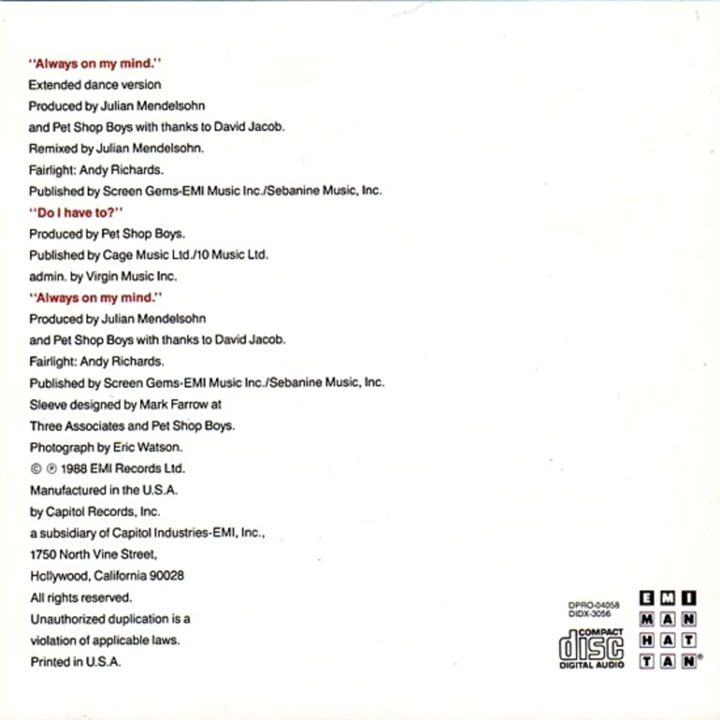 "Always on my mind."
Extended dance version
Produced by Julian Mendelsohn
and Pet Shop Boys with thanks to David Jacob.
Remixed by Julian Mendelsohn.
Fairlight: Andy Richards.
Published by Screen Gems-EMI Music Inc./Sebanine Music, Inc.
"Do I have to?"
Produced by Pet Shop Boys.
Published by Cage Music Ltd./10 Music Ltd.
admin. by Virgin Music Inc.
"Always on my mind."
Produced by Julian Mendelsohn
and Pet Shop Boys with thanks to David Jacob.
Fairlight: Andy Richards.
Published by Screen Gems-EMI Music Inc./Sebanine Music, Inc.
Sleeve designed by Mark Farrow at
Three Associates and Pet Shop Boys.
Photograph by Eric Watson.
© ℗ 1988 EMI Records Ltd.
Manufactured in the U.S.A.
by Capitol Records, Inc.
a subsidiary of Capitol Industries-EMI, Inc.,
1750 North Vine Street,
Hollywood, California 90028
All rights reserved.
Unauthorized duplication is a
violation of applicable laws.
Printed in U.S.A.
DPRO-04058
DIDX-3056
COMPACT
disc
DIGITAL AUDIO
EMI
MAN
HAT
TAN®